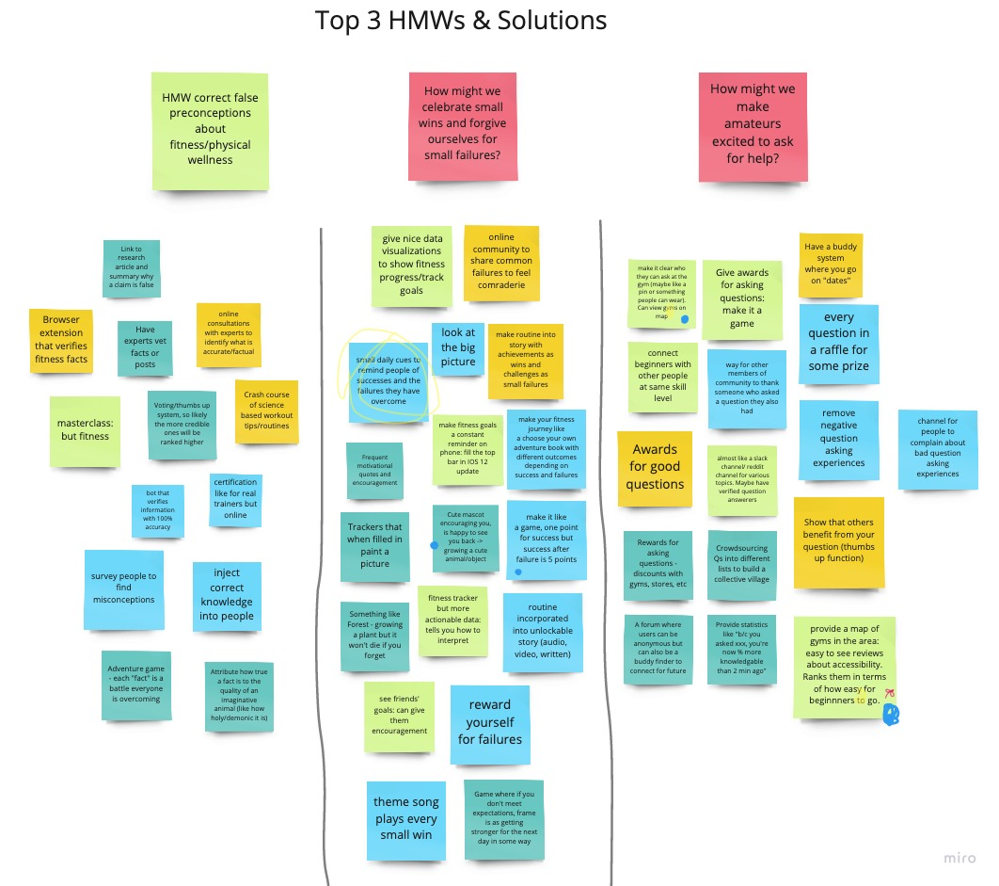 Top 3 HMWs & Solutions
HMW correct false
preconceptions
about
fitness/physical
wellness
How might we
celebrate small
wins and forgive
ourselves for
small failures?
How might we
make
amateurs
excited to ask
for help?
Link to
research
article and
summary why
a claim is false
Browser
extension
that verifies
fitness facts
Have
experts vet
facts or
posts
online
consultations
with experts to
identify what is
accurate/factual
masterclass:
but fitness
Voting/thumbs up
system, so likely
the more credible
ones will be
ranked higher
Crash course
of science
based workout
tips/routines
bot that
verifies
information
with 100%
accuracy
certification
like for real
trainers but
online
survey people to
find
misconceptions
inject
correct
knowledge
into people
Adventure game
- each "fact" is a
battle everyone
is overcoming
Attribute how true
a fact is to the
quality of an
imaginative
animal (like how
holy/demonic it is)
give nice data
visualizations
to show fitness
progress/track
goals
online
community to
share common
failures to feel
comraderie
small daily cues to
remind people of
successes and the
failures they have
overcome
look at
the big
picture
make routine into
story with
achievements as
wins and
challenges as
small failures
Frequent
motivational
quotes and
encouragement
make fitness goals
a constant
reminder on
phone: fill the top
bar in IOS 12
update
make your fitness
journey like
a choose your own
adventure book with
different outcomes
depending on
success and failures
Trackers that
when filled in
paint a
picture
Cute mascot
encouraging you,
is happy to see
you back ->
growing a cute
animal/object
make it like
a game, one point
for success but
success after
failure is 5 points
Something like
Forest - growing
a plant but it
won't die if you
forget
fitness tracker
but more
actionable data:
tells you how to
interpret
routine
incorporated
into unlockable
story (audio,
video, written)
see friends'
goals: can give
them
encouragement
reward
yourself
for failures
theme song
plays every
small win
Game where if you
don't meet
expectations, frame
is as getting
stronger for the next
day in some way
make it clear who
they can ask at the
gym (maybe like a
pin or something
people can wear).
Can view gyms on
map
Give awards
for asking
questions:
make it a
game
Have a buddy
system
where you go
on "dates"
connect
beginners with
other people
at same skill
level
way for other
members of
community to thank
someone who asked
a question they also
had
every
question in
a raffle for
some prize
Awards
for good
questions
almost like a slack
channel/ reddit
channel for various
topics. Maybe have
verified question
answerers
remove
negative
question
asking
experiences
channel for
people to
complain about
bad question
asking
experiences
Rewards for
asking
questions -
discounts with
gyms, stores, etc
Crowdsourcing
Qs into different
lists to build a
collective village
Show that others
benefit from your
question (thumbs
up function)
A forum where
users can be
anonymous but
can also be a
buddy finder to
connect for future
Provide statistics
like "b/c you
asked xxx, you're
now % more
knowledgable
than 2 min ago"
provide a map of
gyms in the area:
easy to see reviews
about accessibility.
Ranks them in terms
of how easy for
beginnners to go.
miro